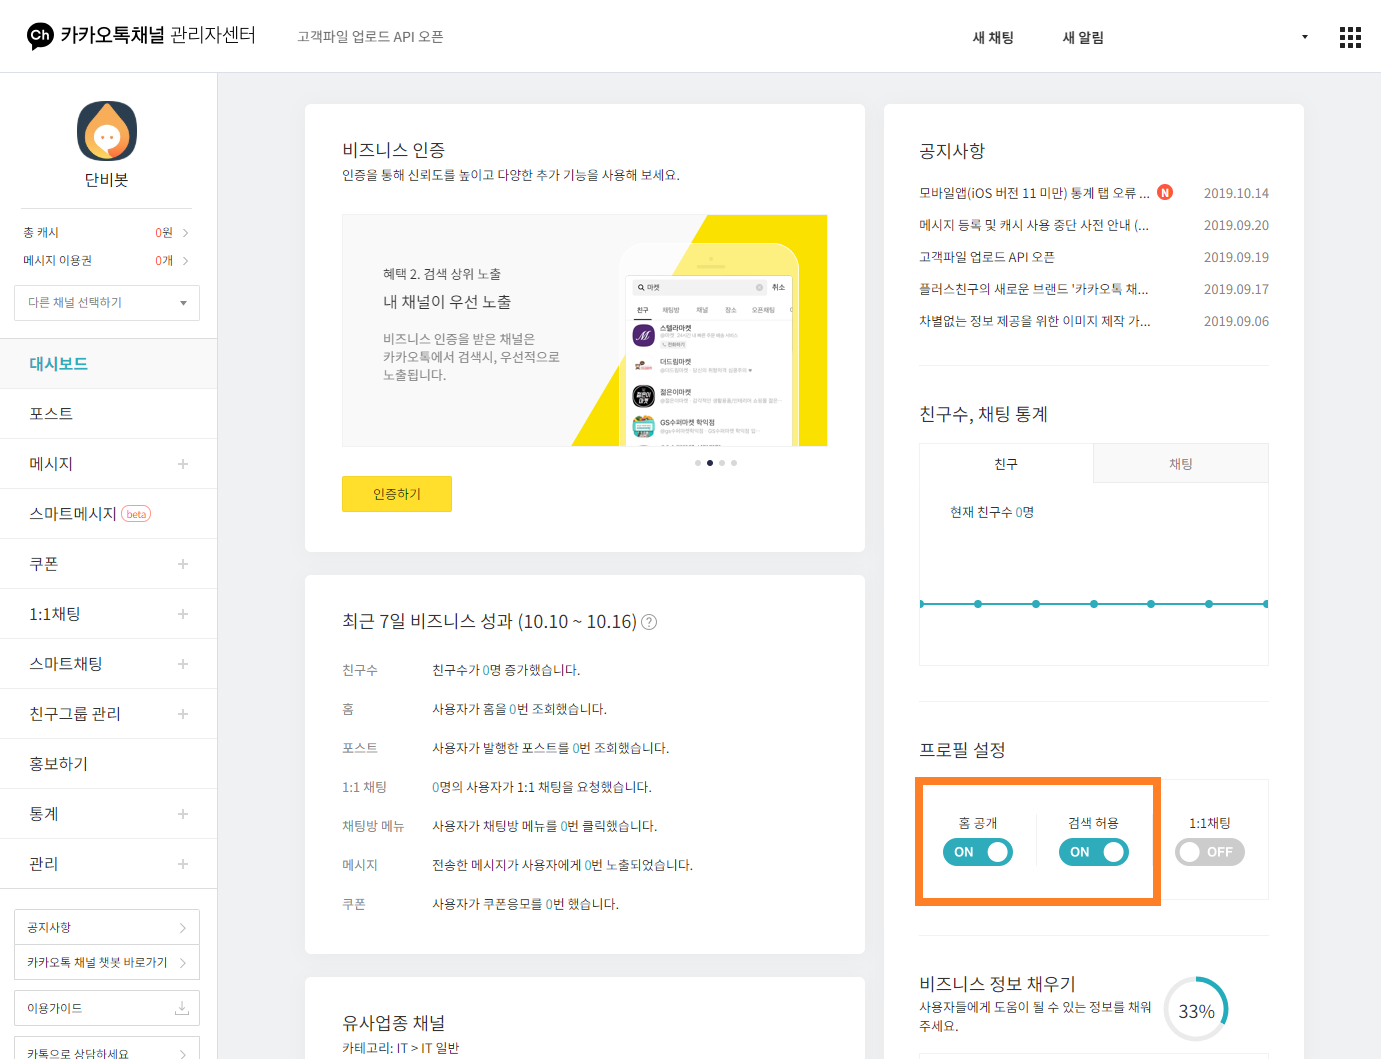 Ch 카카오톡채널 관리자센터
고객파일 업로드 API 오픈
새 채팅
새 알림
단비봇
총 캐시 0원
메시지 이용권 0개
다른 채널 선택하기
대시보드
포스트
메시지
스마트메시지 beta
쿠폰
1:1채팅
스마트채팅
친구그룹 관리
홍보하기
통계
관리
공지사항
카카오톡 채널 챗봇 바로가기
이용가이드
카톡으로 상담하세요
비즈니스 인증
인증을 통해 신뢰도를 높이고 다양한 추가 기능을 사용해 보세요.
혜택 2. 검색 상위 노출
내 채널이 우선 노출
비즈니스 인증을 받은 채널은
카카오톡에서 검색시, 우선적으로
노출됩니다.
마켓 취소
친구 채팅방 채널 장소 오픈채팅
스텔라마켓
전화하기
더드림마켓
젊은이마켓
GS수퍼마켓 학익점
인증하기
최근 7일 비즈니스 성과 (10.10 ~ 10.16) ?
친구수 친구수가 0명 증가했습니다.
홈 사용자가 홈을 0번 조회했습니다.
포스트 사용자가 발행한 포스트를 0번 조회했습니다.
1:1 채팅 0명의 사용자가 1:1 채팅을 요청했습니다.
채팅방 메뉴 사용자가 채팅방 메뉴를 0번 클릭했습니다.
메시지 전송한 메시지가 사용자에게 0번 노출되었습니다.
쿠폰 사용자가 쿠폰응모를 0번 했습니다.
유사업종 채널
카테고리: IT > IT 일반
공지사항
모바일앱(iOS 버전 11 미만) 통계 탭 오류 ... N 2019.10.14
메시지 등록 및 캐시 사용 중단 사전 안내 (... 2019.09.20
고객파일 업로드 API 오픈 2019.09.19
플러스친구의 새로운 브랜드 '카카오톡 채... 2019.09.17
차별없는 정보 제공을 위한 이미지 제작 가... 2019.09.06
친구수, 채팅 통계
친구 채팅
현재 친구수 0명
프로필 설정
홈 공개 검색 허용 1:1채팅
ON ON OFF
비즈니스 정보 채우기
사용자들에게 도움이 될 수 있는 정보를 채워
주세요.
33%